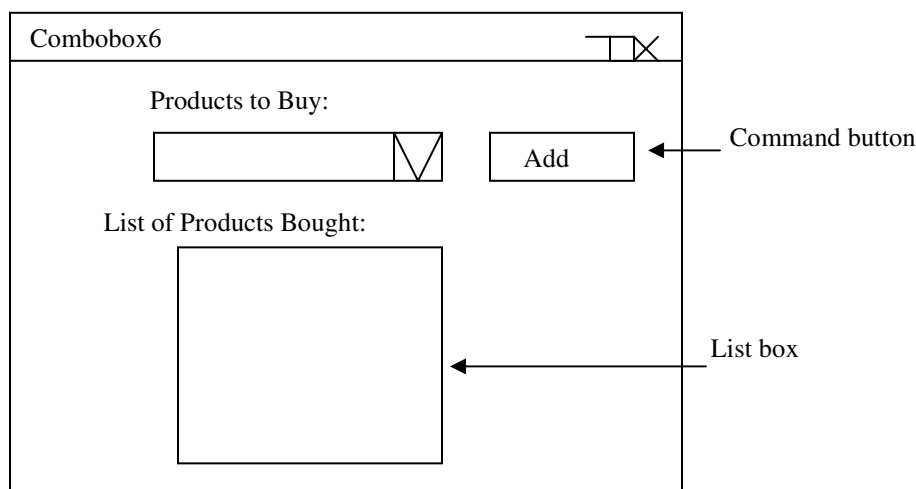 Combobox6
Products to Buy:
Add
Command button
List of Products Bought:
List box